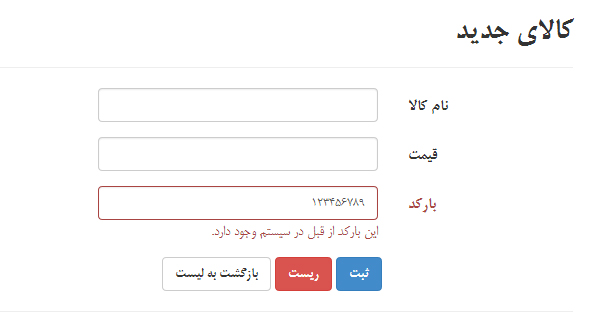 کالای جدید
نام کالا
قیمت
بارکد ۱۲۳۴۵۶۷۸۹
این بارکد از قبل در سیستم وجود دارد.
ثبت ریست بازگشت به لیست